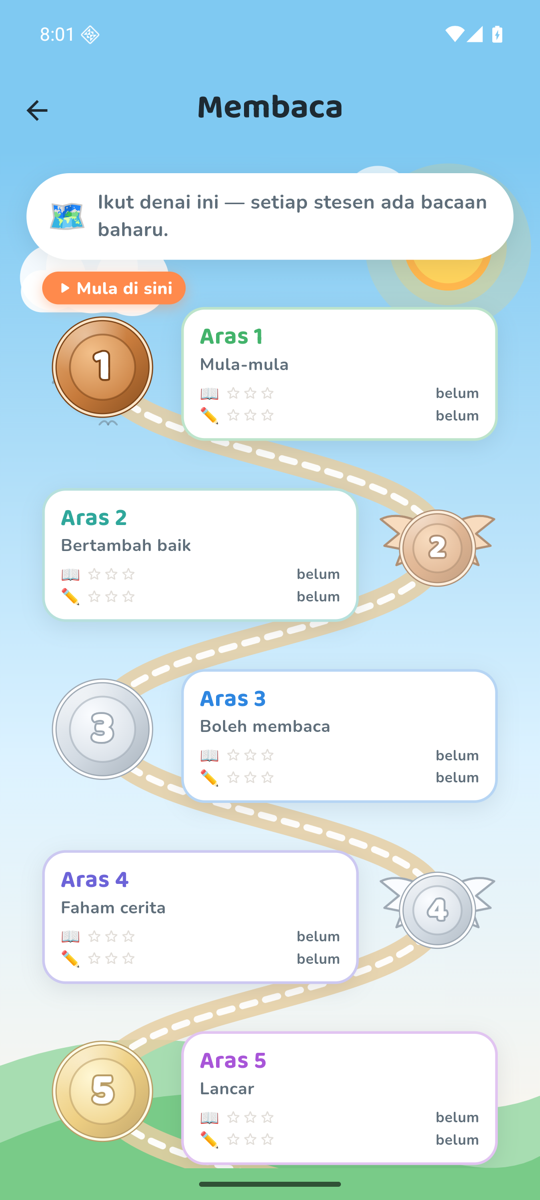 8:01
Membaca
Ikut denai ini — setiap stesen ada bacaan
baharu.
Mula di sini
1
Aras 1
Mula-mula
belum
belum
Aras 2
Bertambah baik
belum
belum
2
3
Aras 3
Boleh membaca
belum
belum
Aras 4
Faham cerita
belum
belum
4
5
Aras 5
Lancar
belum
belum